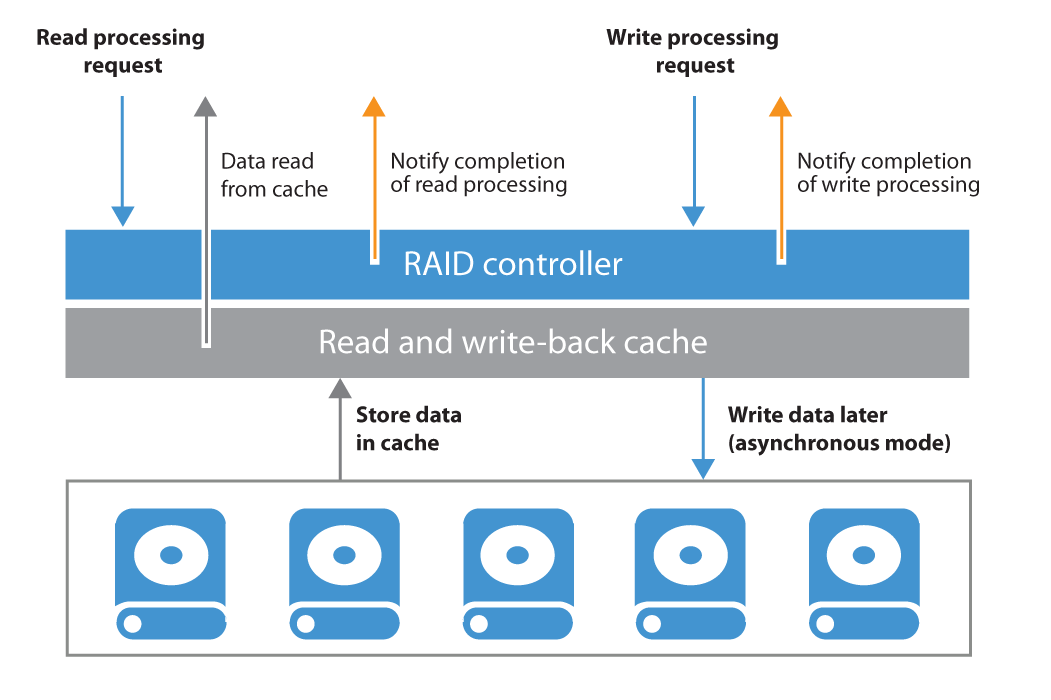 Read processing
request
Write processing
request
Data read
from cache
Notify completion
of read processing
Notify completion
of write processing
RAID controller
Read and write-back cache
Store data
in cache
Write data later
(asynchronous mode)